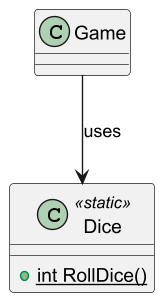 C Game
uses
C «static»
Dice
int RollDice()